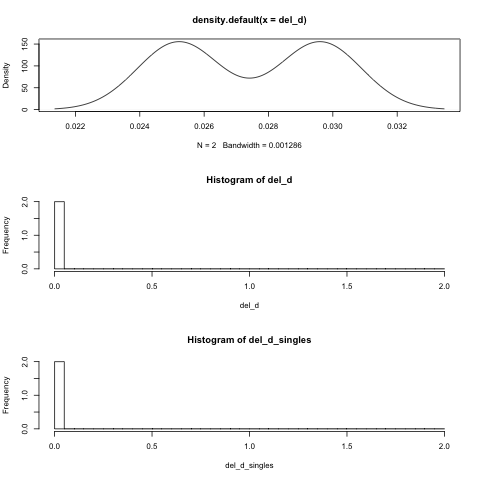 density.default(x = del_d)
Density
0 50 100 150
0.022 0.024 0.026 0.028 0.030 0.032
N = 2 Bandwidth = 0.001286
Histogram of del_d
Frequency
0.0 1.0 2.0
0.0 0.5 1.0 1.5 2.0
del_d
Histogram of del_d_singles
Frequency
0.0 1.0 2.0
0.0 0.5 1.0 1.5 2.0
del_d_singles